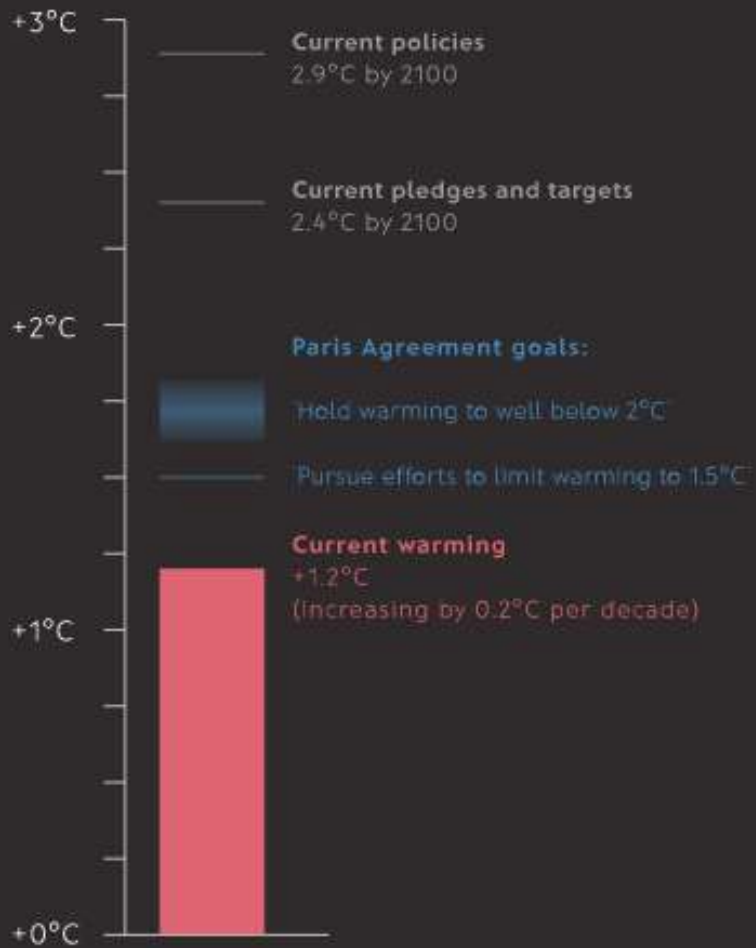 +3°C
Current policies
2.9°C by 2100
Current pledges and targets
2.4°C by 2100
+2°C
Paris Agreement goals:
Hold warming to well below 2°C
Pursue efforts to limit warming to 1.5°C
Current warming
+1.2°C
(increasing by 0.2°C per decade)
+1°C
+0°C